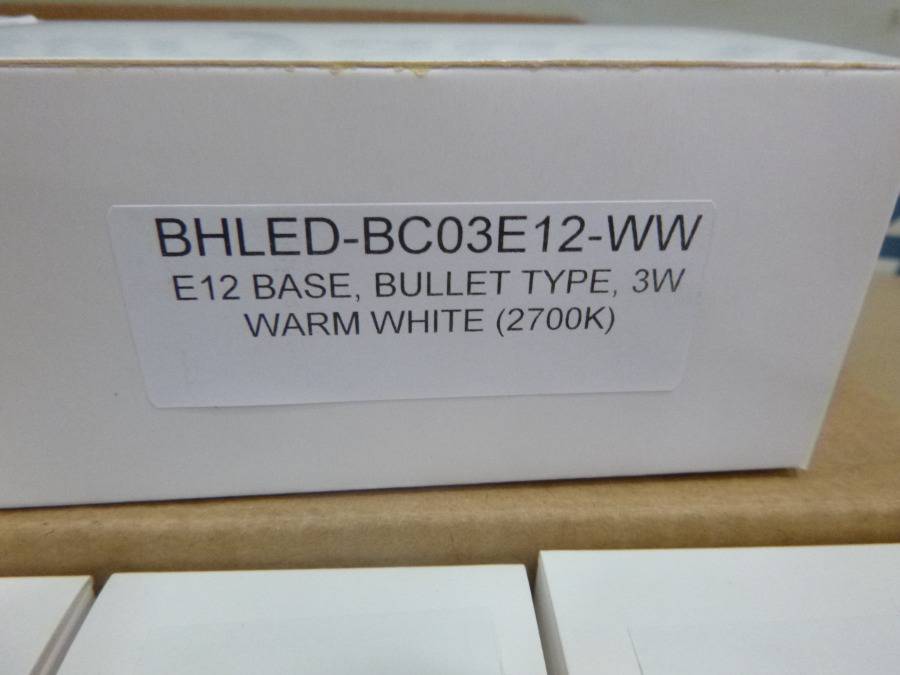 BHLED-BC03E12-WW
E12 BASE, BULLET TYPE, 3W
WARM WHITE (2700K)